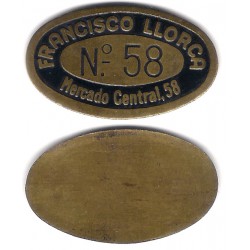 FRANCISCO LLORCA
Nº 58
Mercado Central, 58